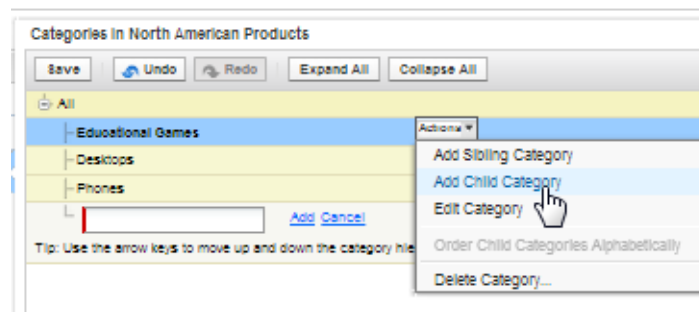 Categories in North American Products
Save Undo Redo Expand All Collapse All
All
Educational Games Actions
Desktops Add Sibling Category
Add Child Category
Phones
Edit Category
Add Cancel
Tip: Use the arrow keys to move up and down the category hie
Order Child Categories Alphabetically
Delete Category...